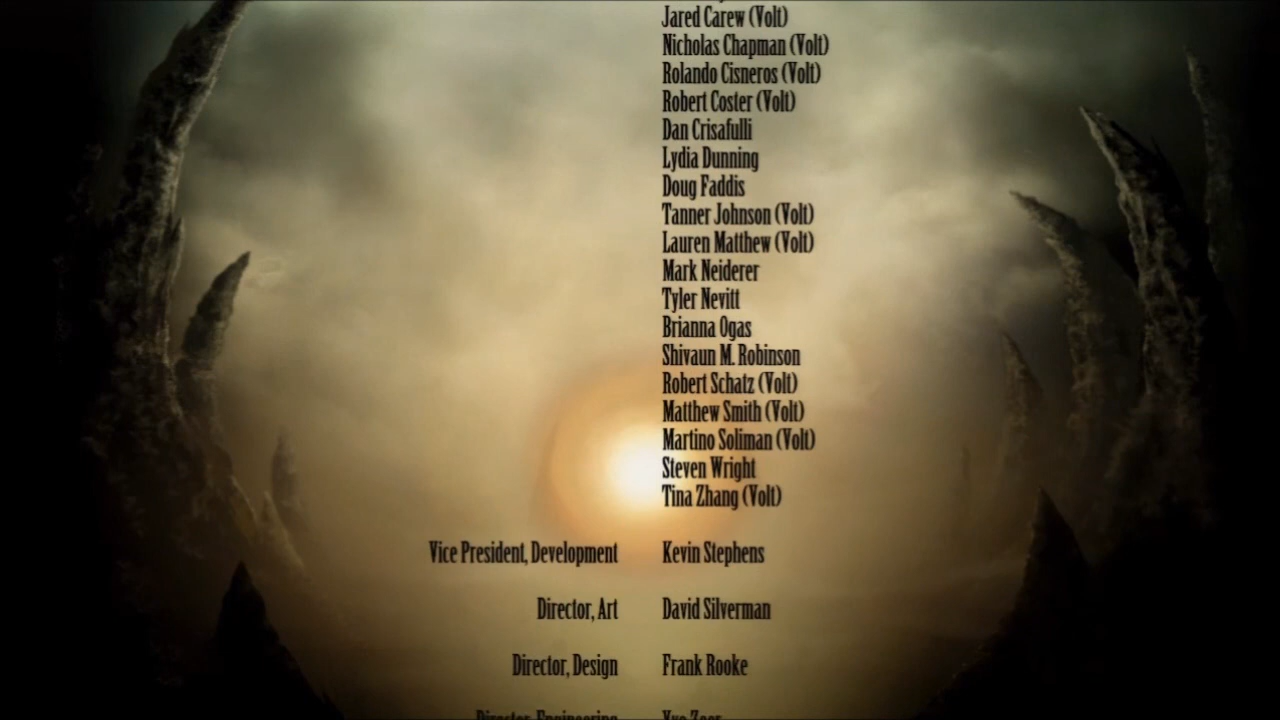 Jared Carew (Volt)
Nicholas Chapman (Volt)
Rolando Cisneros (Volt)
Robert Coster (Volt)
Dan Crisafulli
Lydia Dunning
Doug Faddis
Tanner Johnson (Volt)
Lauren Matthew (Volt)
Mark Neiderer
Tyler Nevitt
Brianna Ogas
Shivaun M. Robinson
Robert Schatz (Volt)
Matthew Smith (Volt)
Martino Soliman (Volt)
Steven Wright
Tina Zhang (Volt)
Vice President, Development Kevin Stephens
Director, Art David Silverman
Director, Design Frank Rooke
Director, Engineering